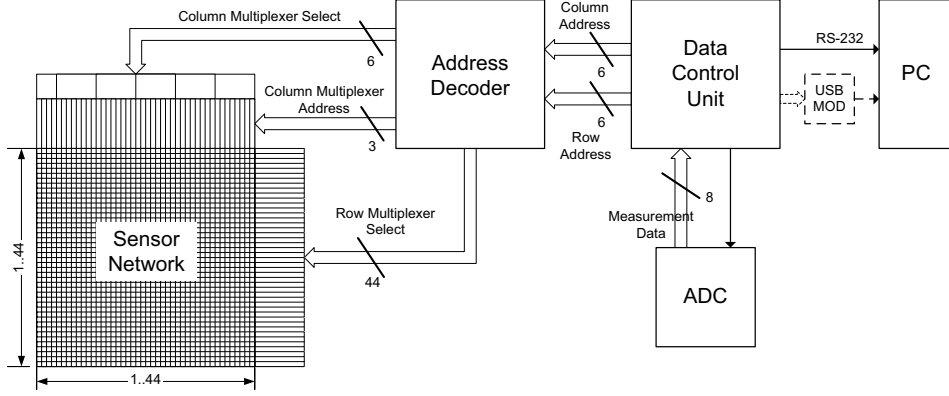 Column Multiplexer Select
6
Column Multiplexer
Address
3
Row Multiplexer
Select
44
Sensor
Network
1..44
1..44
Address
Decoder
Column
Address
6
6
Row
Address
Data
Control
Unit
8
Measurement
Data
ADC
RS-232
USB
MOD
PC